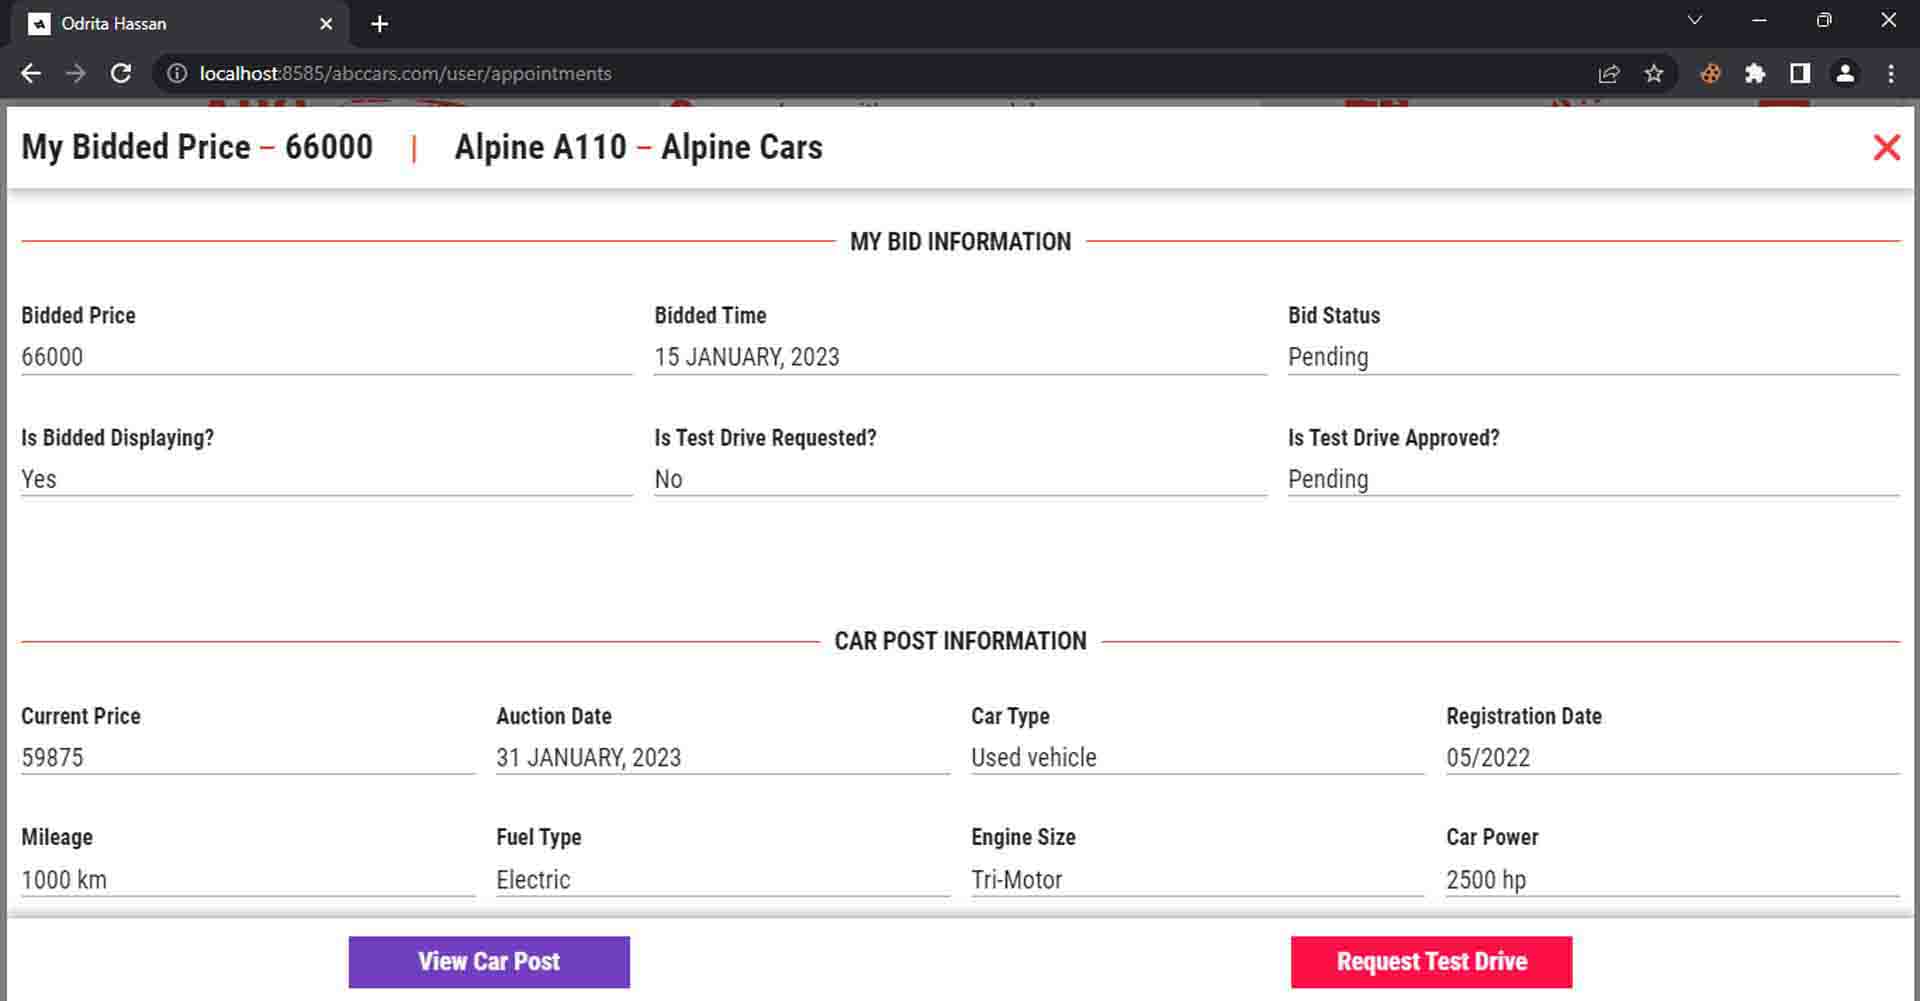 Odrita Hassan
localhost:8585/abccars.com/user/appointments
My Bidded Price – 66000 | Alpine A110 – Alpine Cars
MY BID INFORMATION
Bidded Price Bidded Time Bid Status
66000 15 JANUARY, 2023 Pending
Is Bidded Displaying? Is Test Drive Requested? Is Test Drive Approved?
Yes No Pending
CAR POST INFORMATION
Current Price Auction Date Car Type Registration Date
59875 31 JANUARY, 2023 Used vehicle 05/2022
Mileage Fuel Type Engine Size Car Power
1000 km Electric Tri-Motor 2500 hp
View Car Post Request Test Drive